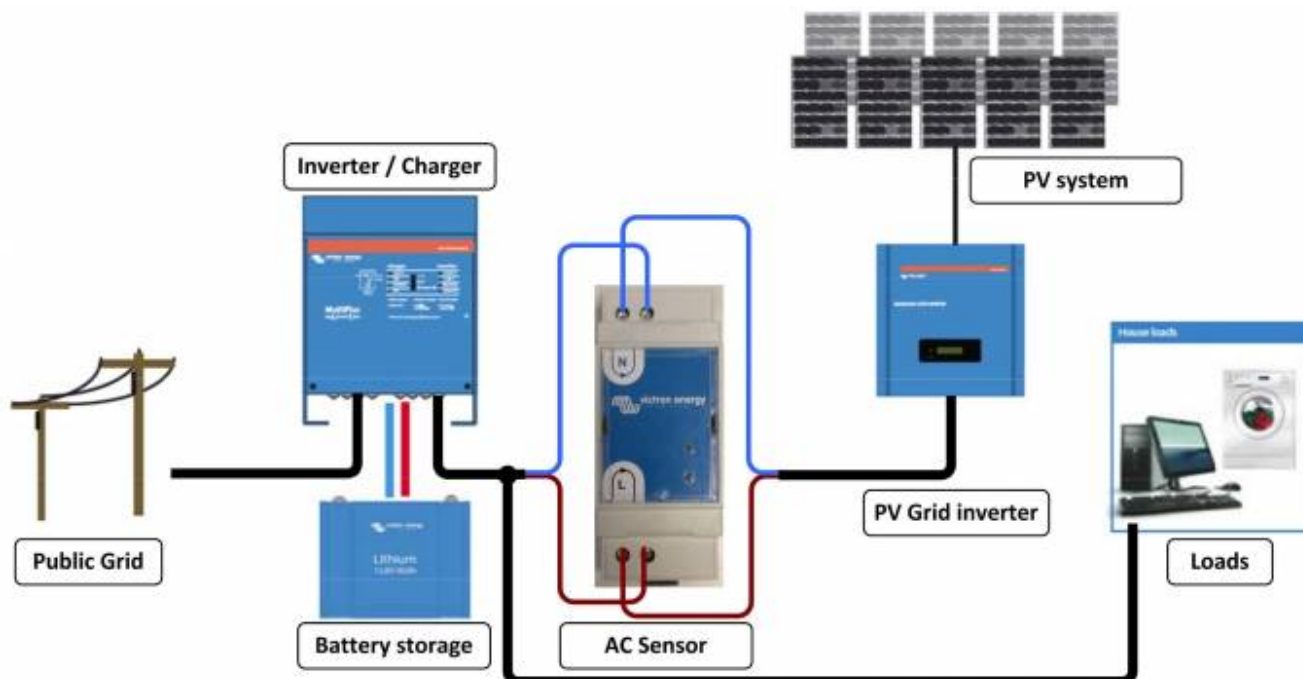 Inverter / Charger
PV system
MultiPlus
N
victron energy
L
House loads
Lithium
Public Grid
PV Grid inverter
Loads
Battery storage
AC Sensor